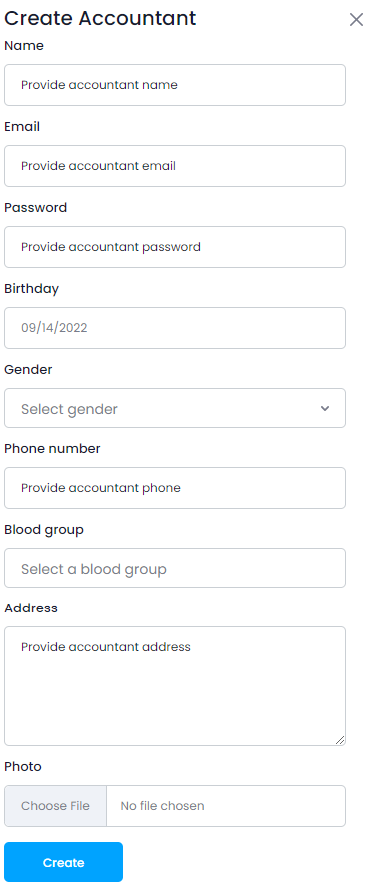 Create Accountant
Name
Provide accountant name
Email
Provide accountant email
Password
Provide accountant password
Birthday
09/14/2022
Gender
Select gender
Phone number
Provide accountant phone
Blood group
Select a blood group
Address
Provide accountant address
Photo
Choose File No file chosen
Create